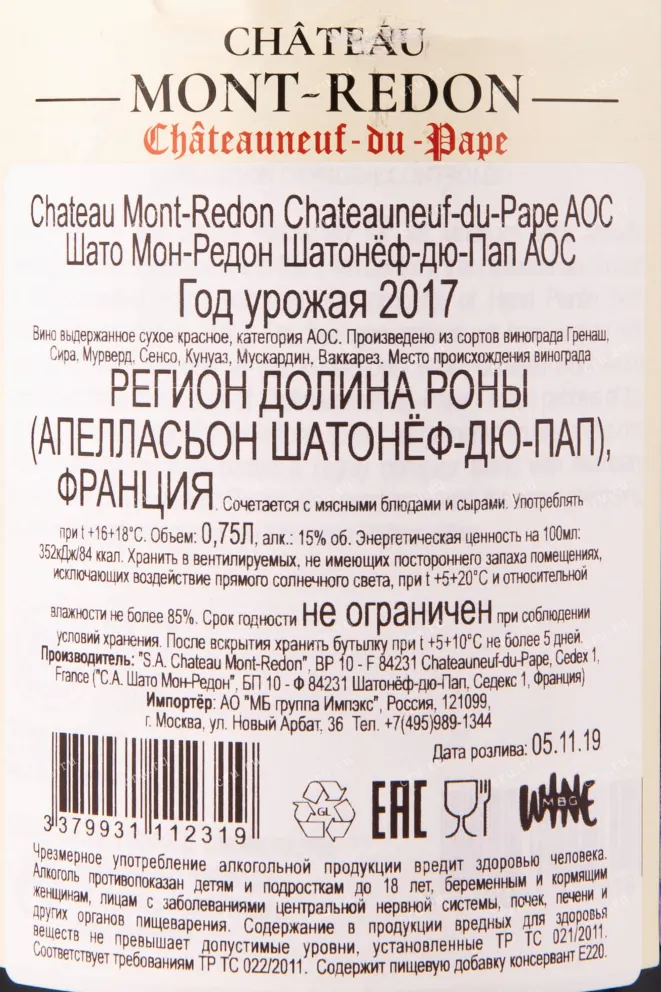 CHÂTEAU
MONT-REDON
Châteauneuf-du-Pape
Chateau Mont-Redon Chateauneuf-du-Pape AOC
Шато Мон-Редон Шатонёф-дю-Пап АОС
Год урожая 2017
Вино выдержанное сухое красное, категория АОС. Произведено из сортов винограда Гренаш,
Сира, Мурверд, Сенсо, Кунуаз, Мускардин, Ваккарез. Место происхождения винограда
РЕГИОН ДОЛИНА РОНЫ
(АПЕЛЛАСЬОН ШАТОНЁФ-ДЮ-ПАП),
ФРАНЦИЯ. Сочетается с мясными блюдами и сырами. Употреблять
при t +16+18°С. Объем: 0,75Л, алк.: 15% об. Энергетическая ценность на 100мл:
352кДж/84 ккал. Хранить в вентилируемых, не имеющих постороннего запаха помещениях,
исключающих воздействие прямого солнечного света, при t +5+20°С и относительной
влажности не более 85%. Срок годности не ограничен при соблюдении
условий хранения. После вскрытия хранить бутылку при t +5+10°С не более 5 дней.
Производитель: "S.A. Chateau Mont-Redon", BP 10 - F 84231 Chateauneuf-du-Pape, Cedex 1,
France ("С.А. Шато Мон-Редон", БП 10 - Ф 84231 Шатонёф-дю-Пап, Седекс 1, Франция)
Импортёр: АО "МБ группа Импэкс", Россия, 121099,
г. Москва, ул. Новый Арбат, 36 Тел. +7(495)989-1344
Дата розлива: 05.11.19
3 379931 112319
GL
EAC
WINE
MBG
Чрезмерное употребление алкогольной продукции вредит здоровью человека.
Алкоголь противопоказан детям и подросткам до 18 лет, беременным и кормящим
женщинам, лицам с заболеваниями центральной нервной системы, почек, печени и
других органов пищеварения. Содержание в продукции вредных для здоровья
веществ не превышает допустимые уровни, установленные ТР ТС 021/2011.
Соответствует требованиям ТР ТС 022/2011. Содержит пищевую добавку консервант Е220.